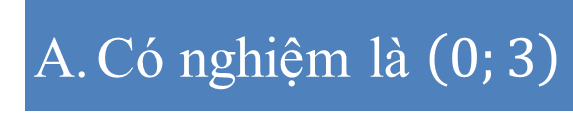 A. Có nghiệm là (0; 3)